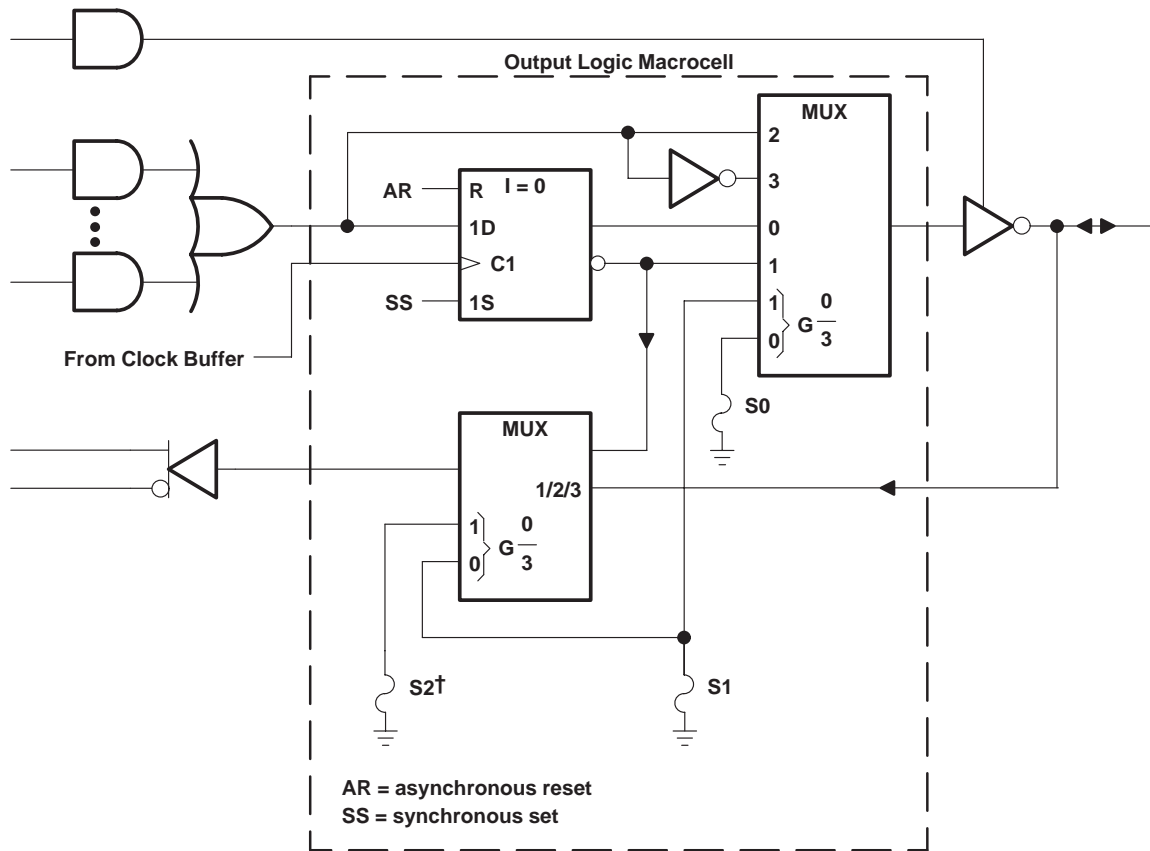 Output Logic Macrocell
MUX
2
3
AR
R
I = 0
1D
0
C1
1
SS
1S
1
0
G 0
3
From Clock Buffer
S0
MUX
1/2/3
1
0
G 0
3
S2†
S1
AR = asynchronous reset
SS = synchronous set